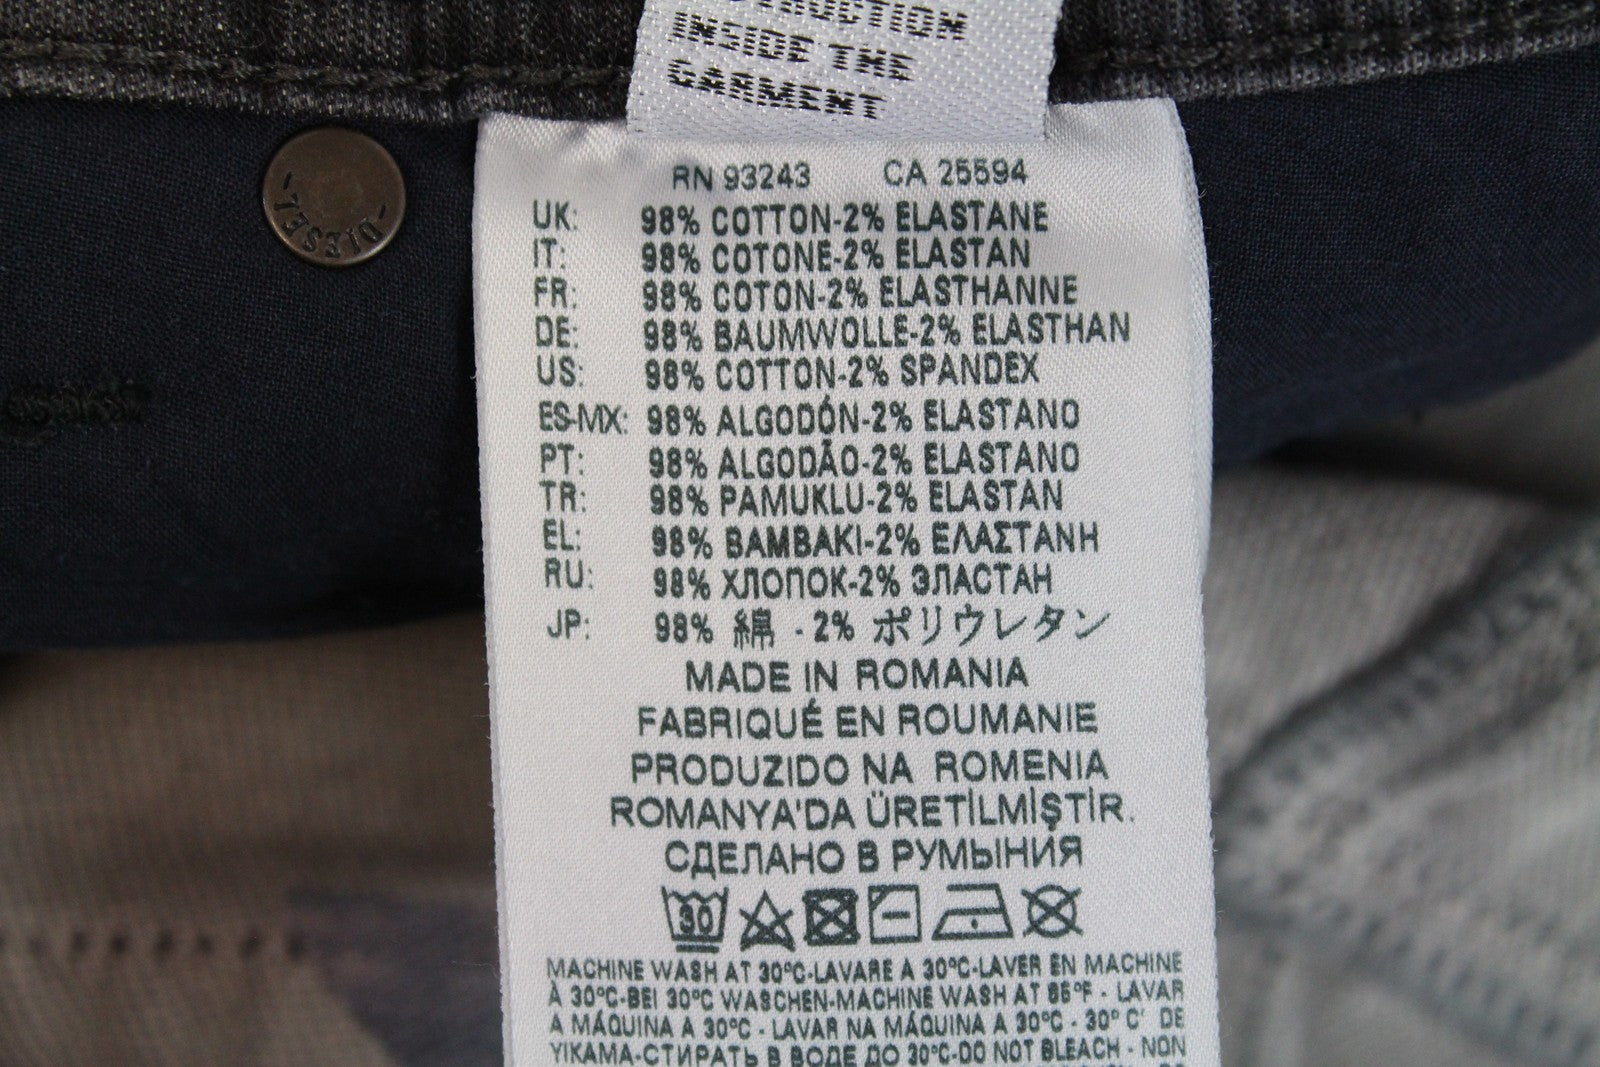 INSIDE THE
GARMENT
DIESEL
RN 93243 CA 25594
UK: 98% COTTON-2% ELASTANE
IT: 98% COTONE-2% ELASTAN
FR: 98% COTON-2% ELASTHANNE
DE: 98% BAUMWOLLE-2% ELASTHAN
US: 98% COTTON-2% SPANDEX
ES-MX: 98% ALGODÓN-2% ELASTANO
PT: 98% ALGODÃO-2% ELASTANO
TR: 98% PAMUKLU-2% ELASTAN
EL: 98% ΒΑΜΒΑΚΙ-2% ΕΛΑΣΤΑΝΗ
RU: 98% ХЛОПОК-2% ЭЛАСТАН
JP: 98% 綿 - 2% ポリウレタン
MADE IN ROMANIA
FABRIQUÉ EN ROUMANIE
PRODUZIDO NA ROMENIA
ROMANYA'DA ÜRETİLMİŞTİR.
СДЕЛАНО В РУМЫНИЯ
30
MACHINE WASH AT 30°C-LAVARE A 30°C-LAVER EN MACHINE
À 30°C-BEI 30°C WASCHEN-MACHINE WASH AT 86°F - LAVAR
A MÁQUINA A 30°C - LAVAR NA MÁQUINA A 30°C - 30° C' DE
YIKAMA-СТИРАТЬ В ВОДЕ ДО 30°C-DO NOT BLEACH - NON